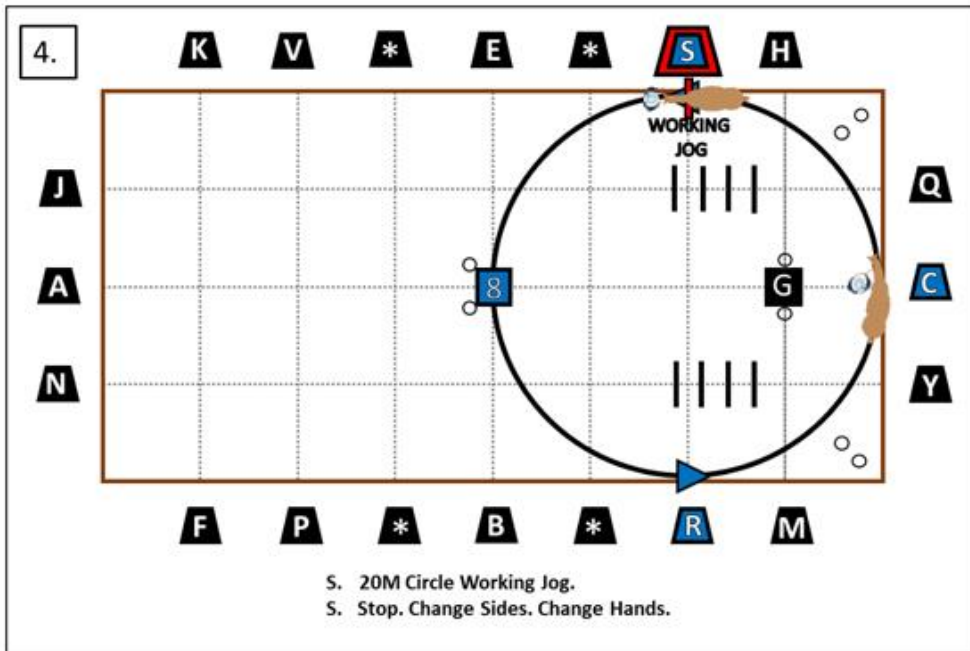 4.
K V * E * S H
WORKING
JOG
J Q
A 8 G C
N Y
F P * B * R M
S. 20M Circle Working Jog.
S. Stop. Change Sides. Change Hands.